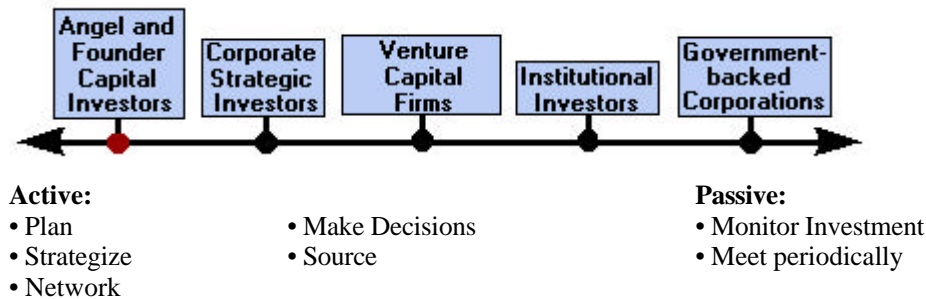 Angel and
Founder
Capital
Investors
Corporate
Strategic
Investors
Venture
Capital
Firms
Institutional
Investors
Government-
backed
Corporations
Active:
• Plan
• Strategize
• Network
• Make Decisions
• Source
Passive:
• Monitor Investment
• Meet periodically